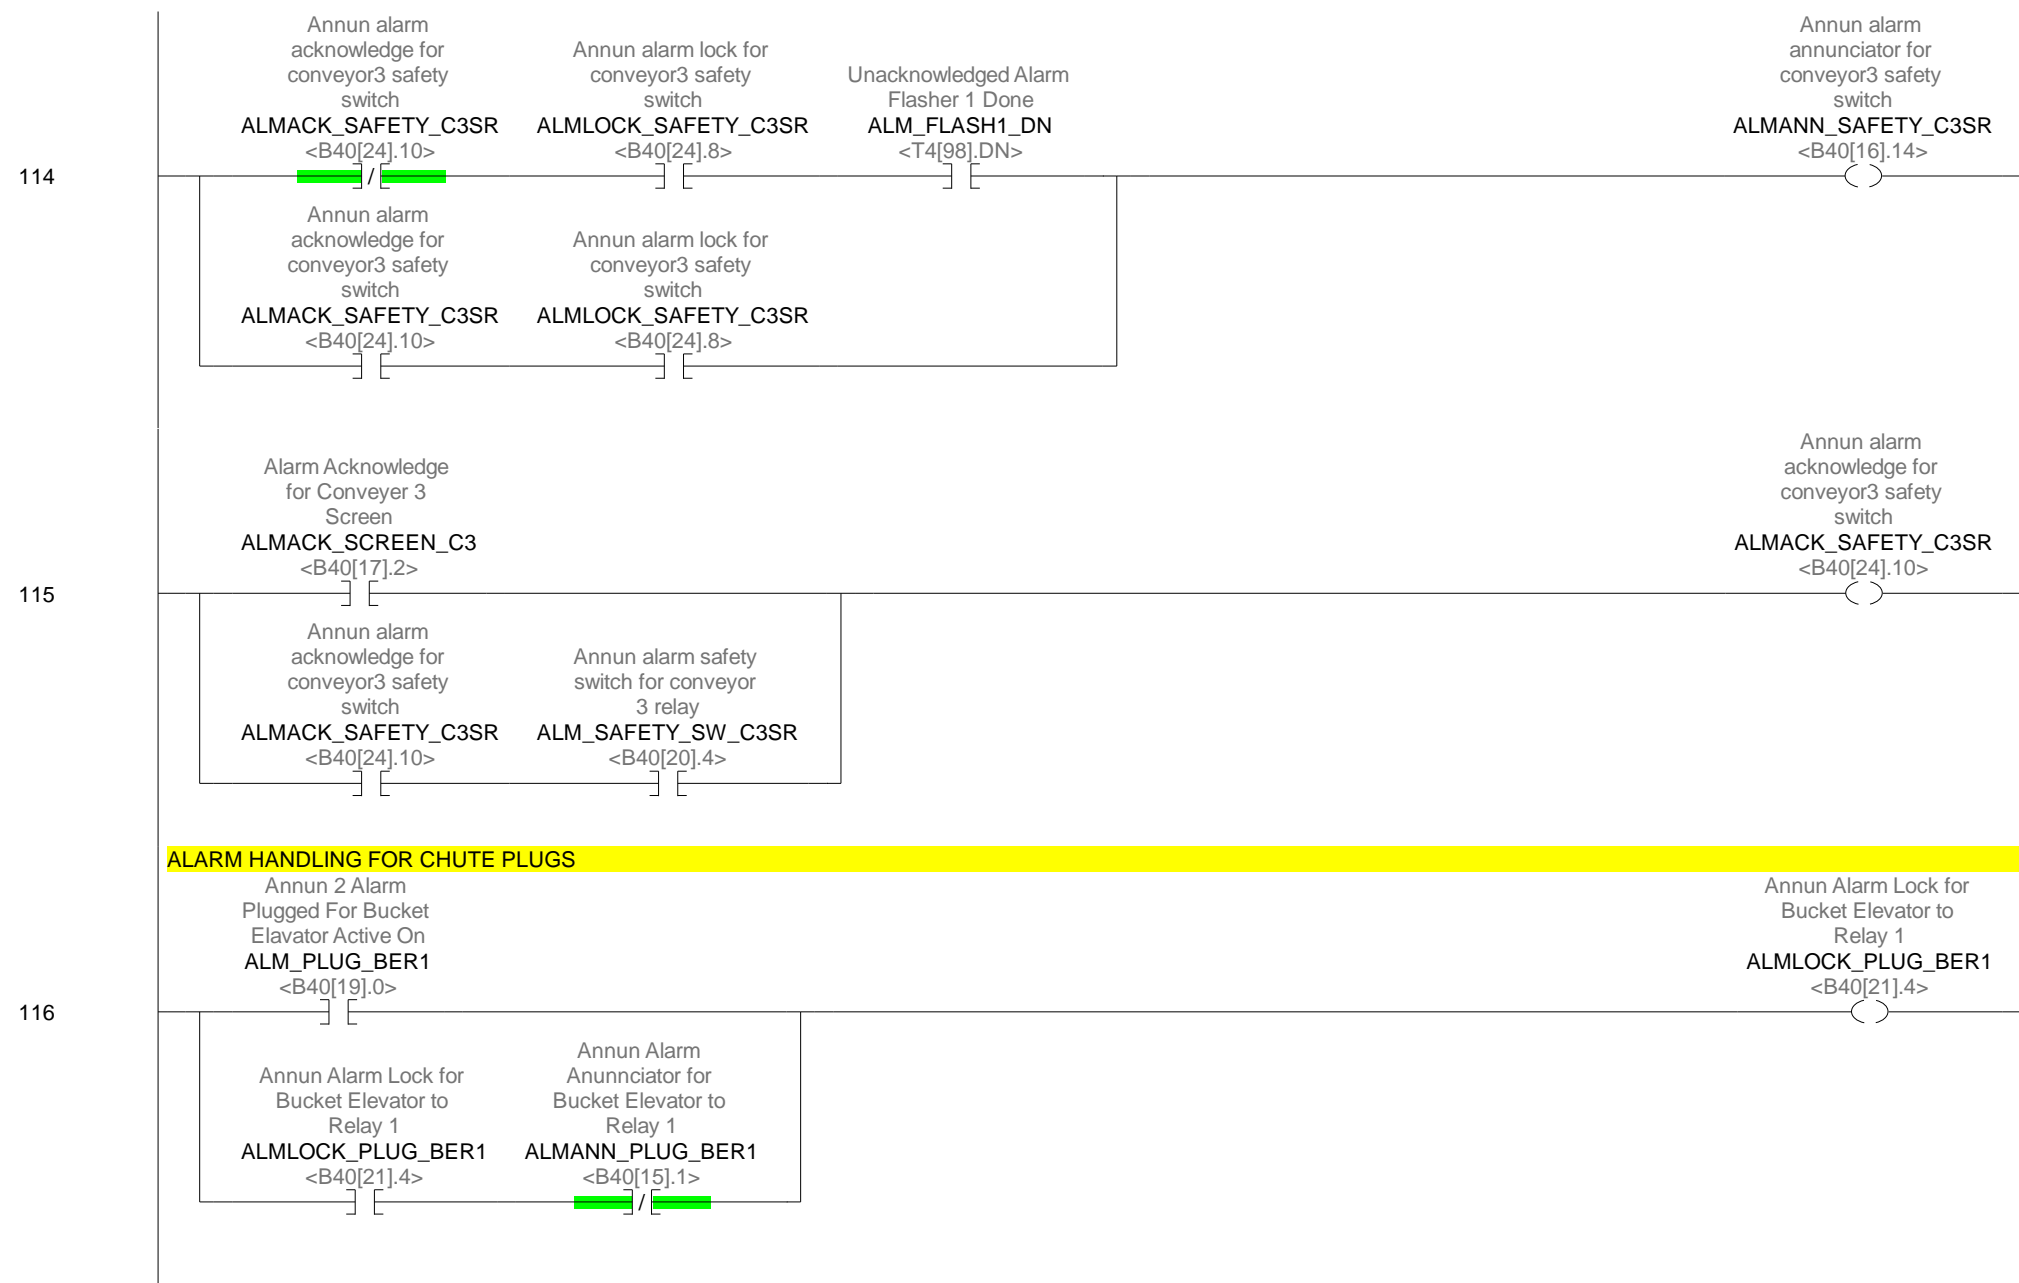 Annun alarm
acknowledge for
conveyor3 safety
switch
ALMACK_SAFETY_C3SR
<B40[24].10>
Annun alarm lock for
conveyor3 safety
switch
ALMLOCK_SAFETY_C3SR
<B40[24].8>
Unacknowledged Alarm
Flasher 1 Done
ALM_FLASH1_DN
<T4[98].DN>
Annun alarm
annunciator for
conveyor3 safety
switch
ALMANN_SAFETY_C3SR
<B40[16].14>
114
/
Annun alarm
acknowledge for
conveyor3 safety
switch
ALMACK_SAFETY_C3SR
<B40[24].10>
Annun alarm lock for
conveyor3 safety
switch
ALMLOCK_SAFETY_C3SR
<B40[24].8>
Alarm Acknowledge
for Conveyer 3
Screen
ALMACK_SCREEN_C3
<B40[17].2>
Annun alarm
acknowledge for
conveyor3 safety
switch
ALMACK_SAFETY_C3SR
<B40[24].10>
115
Annun alarm
acknowledge for
conveyor3 safety
switch
ALMACK_SAFETY_C3SR
<B40[24].10>
Annun alarm safety
switch for conveyor
3 relay
ALM_SAFETY_SW_C3SR
<B40[20].4>
ALARM HANDLING FOR CHUTE PLUGS
Annun 2 Alarm
Plugged For Bucket
Elavator Active On
ALM_PLUG_BER1
<B40[19].0>
Annun Alarm Lock for
Bucket Elevator to
Relay 1
ALMLOCK_PLUG_BER1
<B40[21].4>
116
Annun Alarm Lock for
Bucket Elevator to
Relay 1
ALMLOCK_PLUG_BER1
<B40[21].4>
Annun Alarm
Anunnciator for
Bucket Elevator to
Relay 1
ALMANN_PLUG_BER1
<B40[15].1>
/